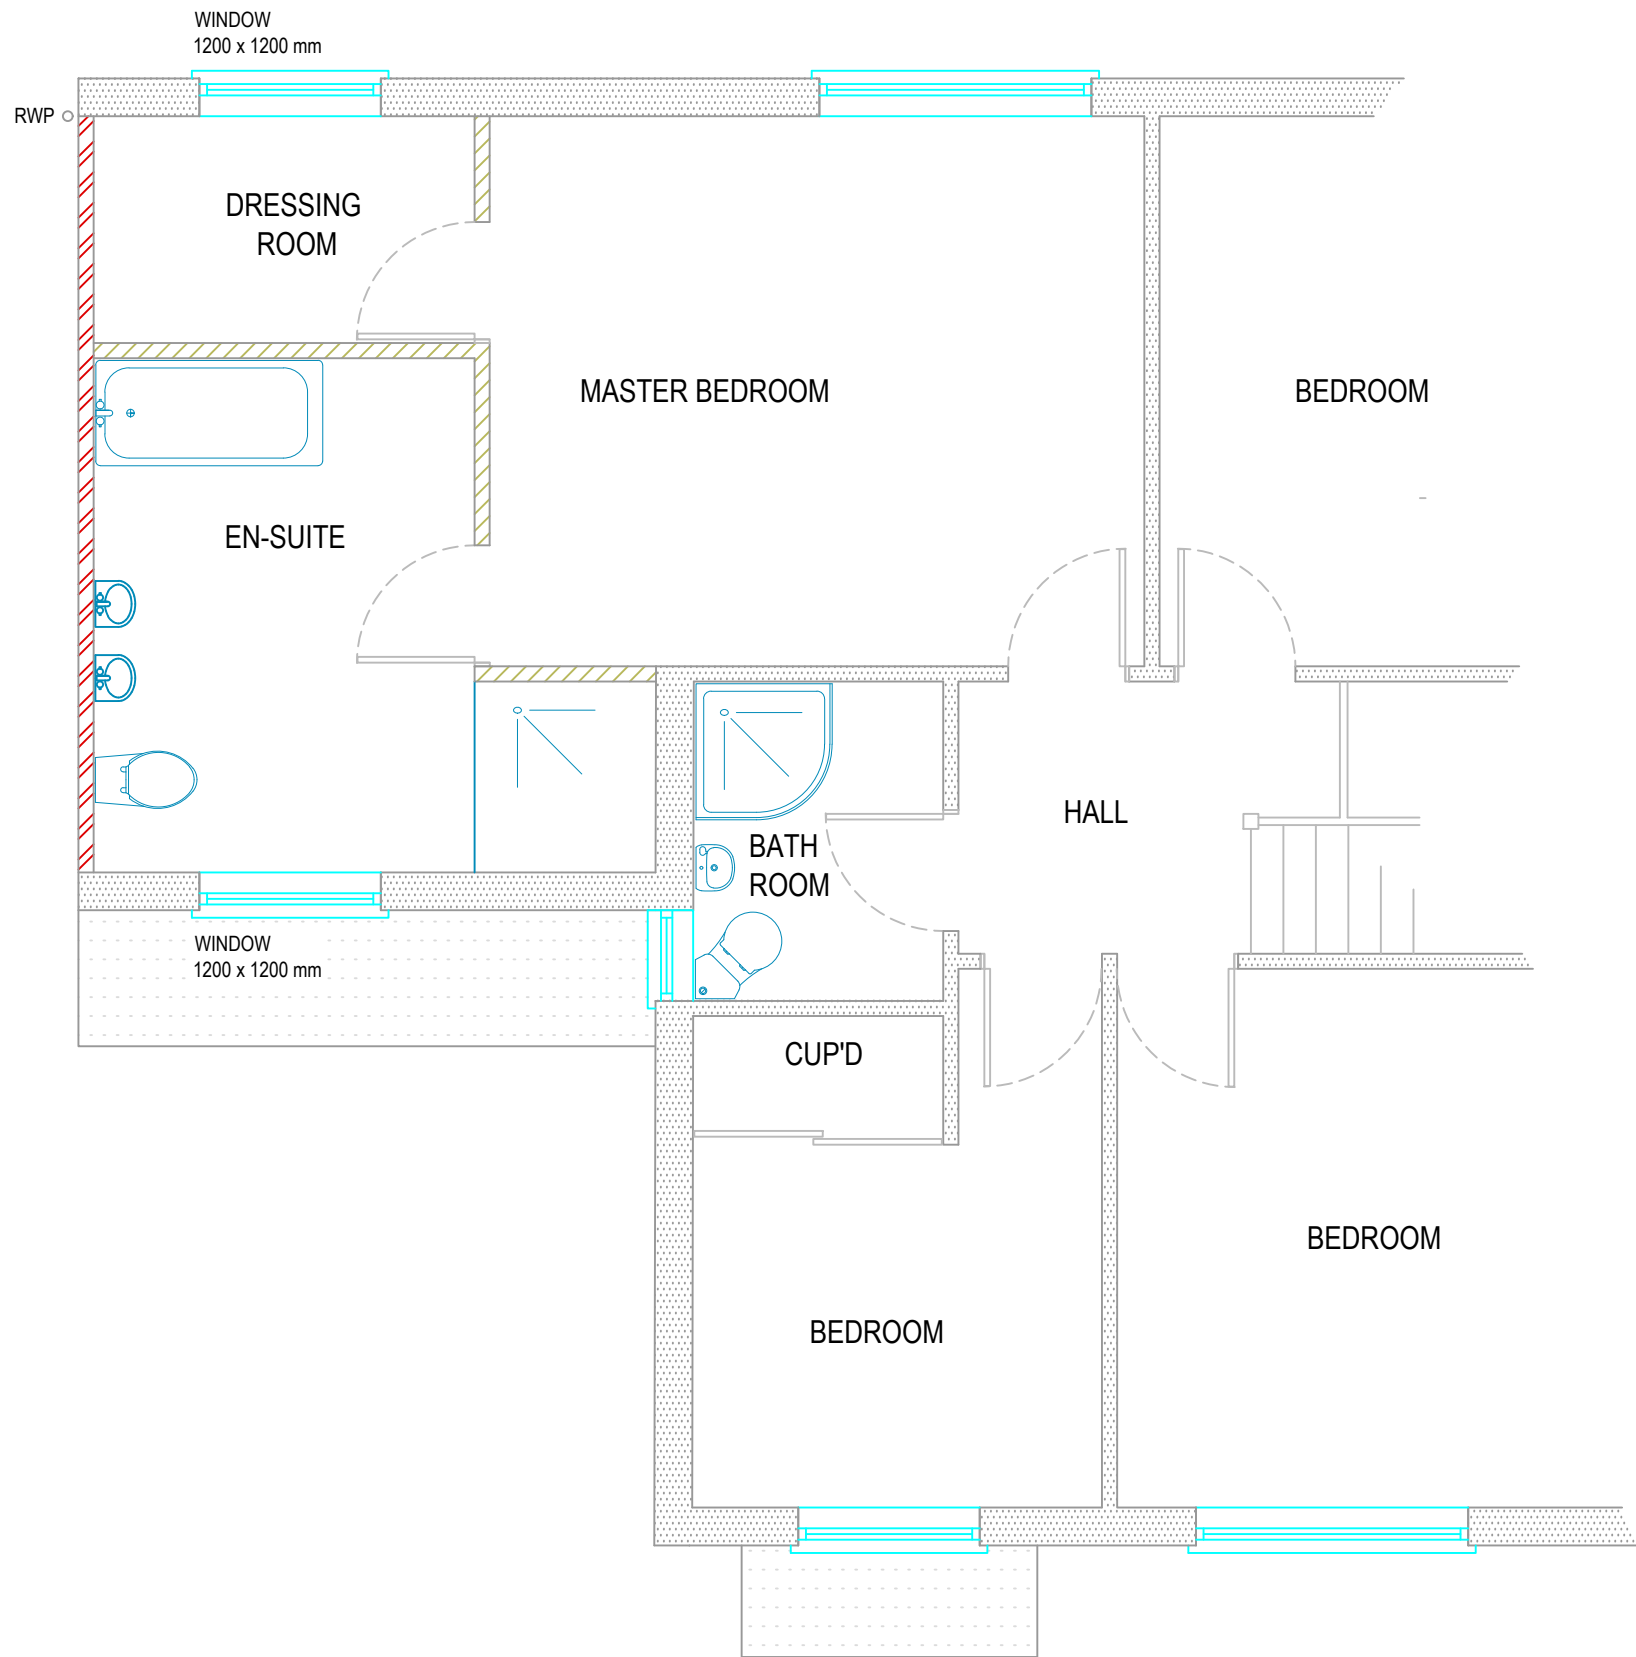 WINDOW
1200 x 1200 mm
RWP
DRESSING
ROOM
MASTER BEDROOM
BEDROOM
EN-SUITE
HALL
BATH
ROOM
WINDOW
1200 x 1200 mm
CUP'D
BEDROOM
BEDROOM